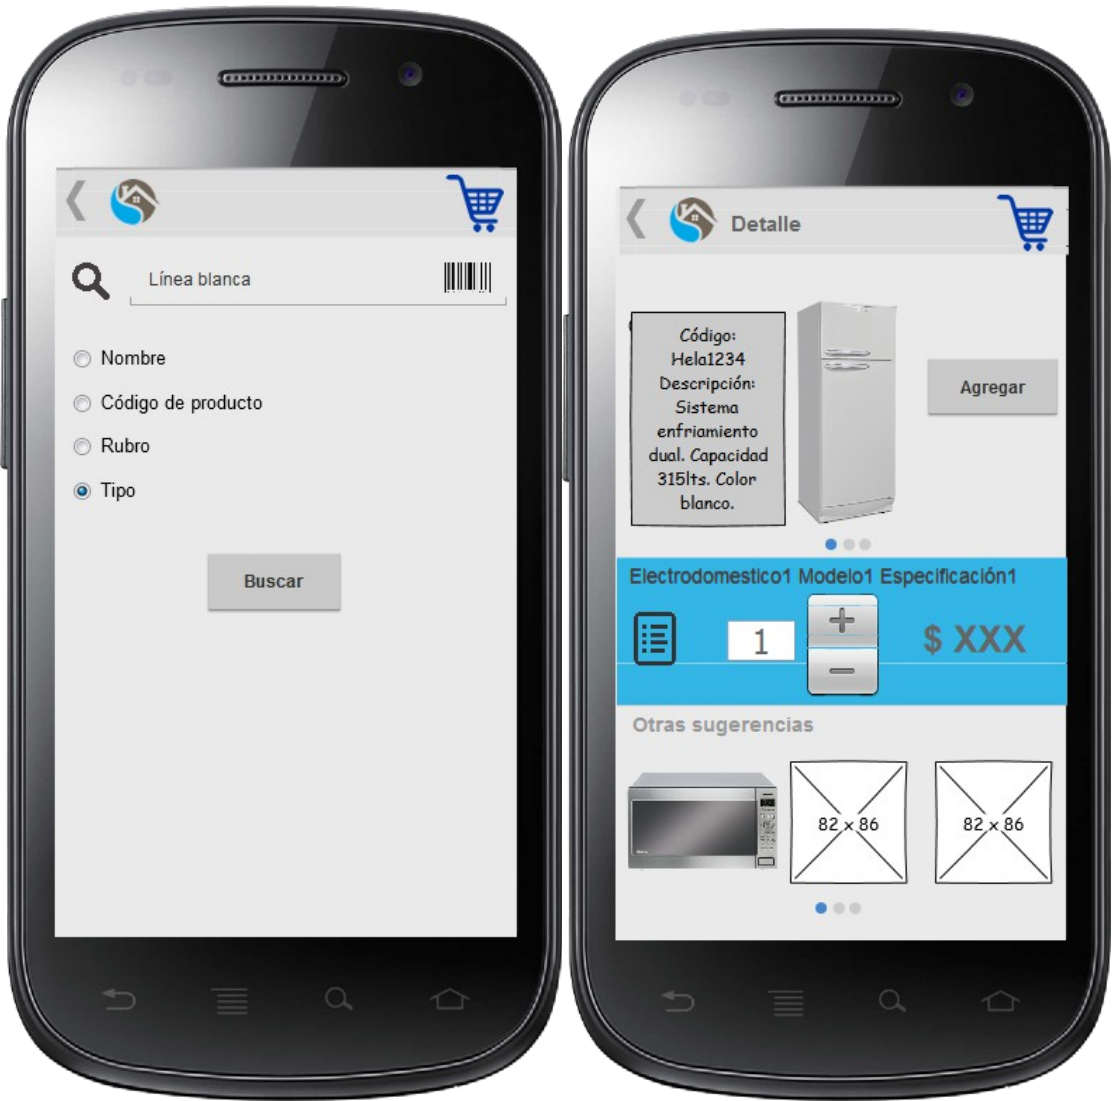 Línea blanca
Nombre
Código de producto
Rubro
Tipo
Buscar
Detalle
Código:
Hela1234
Descripción:
Sistema
enfriamiento
dual. Capacidad
315lts. Color
blanco.
Agregar
Electrodomestico1 Modelo1 Especificación1
1
$ XXX
Otras sugerencias
82 x 86
82 x 86